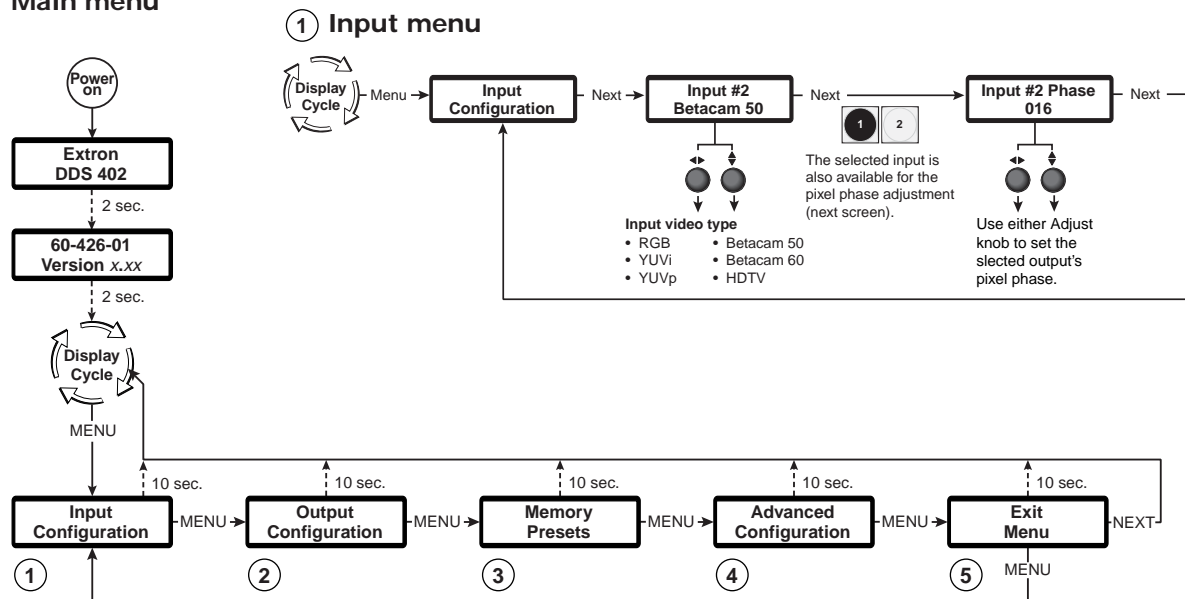 Main menu
1 Input menu
Power
on
Extron
DDS 402
2 sec.
60-426-01
Version x.xx
2 sec.
Display
Cycle
MENU
Display
Cycle
Menu
Input
Configuration
Next
Input #2
Betacam 50
Next
1 2
The selected input is
also available for the
pixel phase adjustment
(next screen).
Input #2 Phase
016
Next
Input video type
• RGB • Betacam 50
• YUVi • Betacam 60
• YUVp • HDTV
Use either Adjust
knob to set the
slected output's
pixel phase.
10 sec. 10 sec. 10 sec. 10 sec. 10 sec.
Input
Configuration
MENU
Output
Configuration
MENU
Memory
Presets
MENU
Advanced
Configuration
MENU
Exit
Menu
NEXT
1 2 3 4 5 MENU